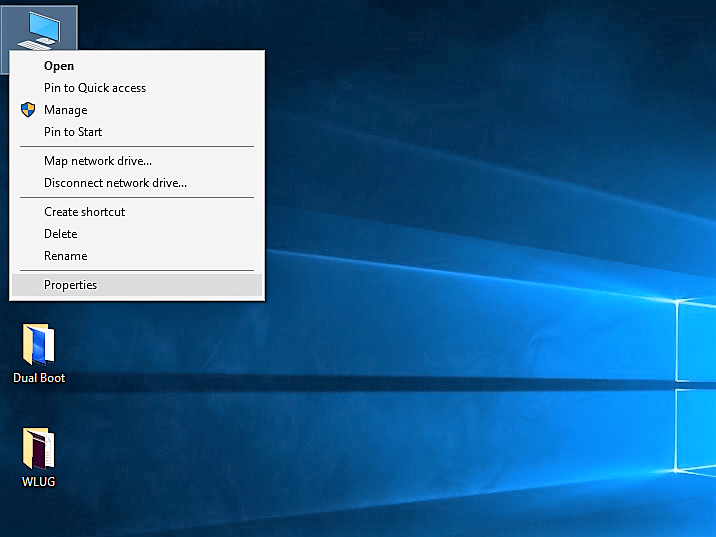 Open
Pin to Quick access
Manage
Pin to Start
Map network drive...
Disconnect network drive...
Create shortcut
Delete
Rename
Properties
Dual Boot
WLUG